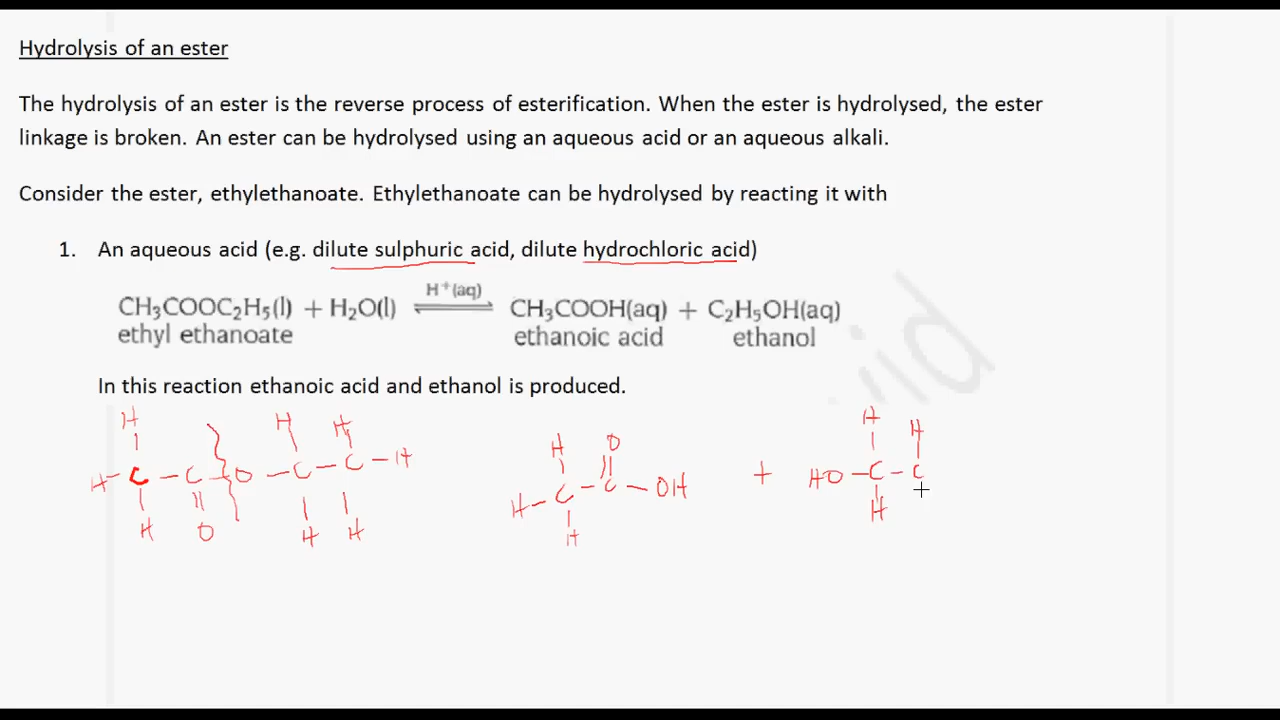 Hydrolysis of an ester
The hydrolysis of an ester is the reverse process of esterification. When the ester is hydrolysed, the ester
linkage is broken. An ester can be hydrolysed using an aqueous acid or an aqueous alkali.
Consider the ester, ethylethanoate. Ethylethanoate can be hydrolysed by reacting it with
1. An aqueous acid (e.g. dilute sulphuric acid, dilute hydrochloric acid)
H⁺(aq)
CH₃COOC₂H₅(l) + H₂O(l) ⇌ CH₃COOH(aq) + C₂H₅OH(aq)
ethyl ethanoate ethanoic acid ethanol
In this reaction ethanoic acid and ethanol is produced.
H H H H O H H
H - C - C - O - C - C - H H - C - C - OH + HO - C - C
H O H H H H